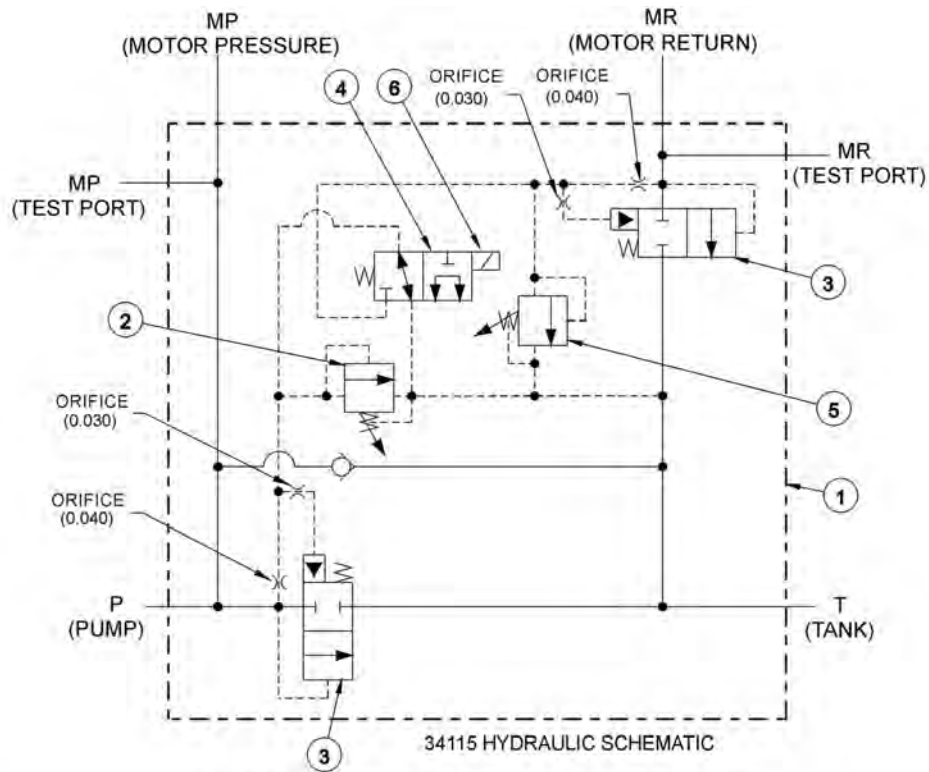 MP
(MOTOR PRESSURE)
MR
(MOTOR RETURN)
ORIFICE
(0.030)
ORIFICE
(0.040)
4
6
MP
(TEST PORT)
MR
(TEST PORT)
3
2
5
ORIFICE
(0.030)
1
ORIFICE
(0.040)
P
(PUMP)
T
(TANK)
3
34115 HYDRAULIC SCHEMATIC